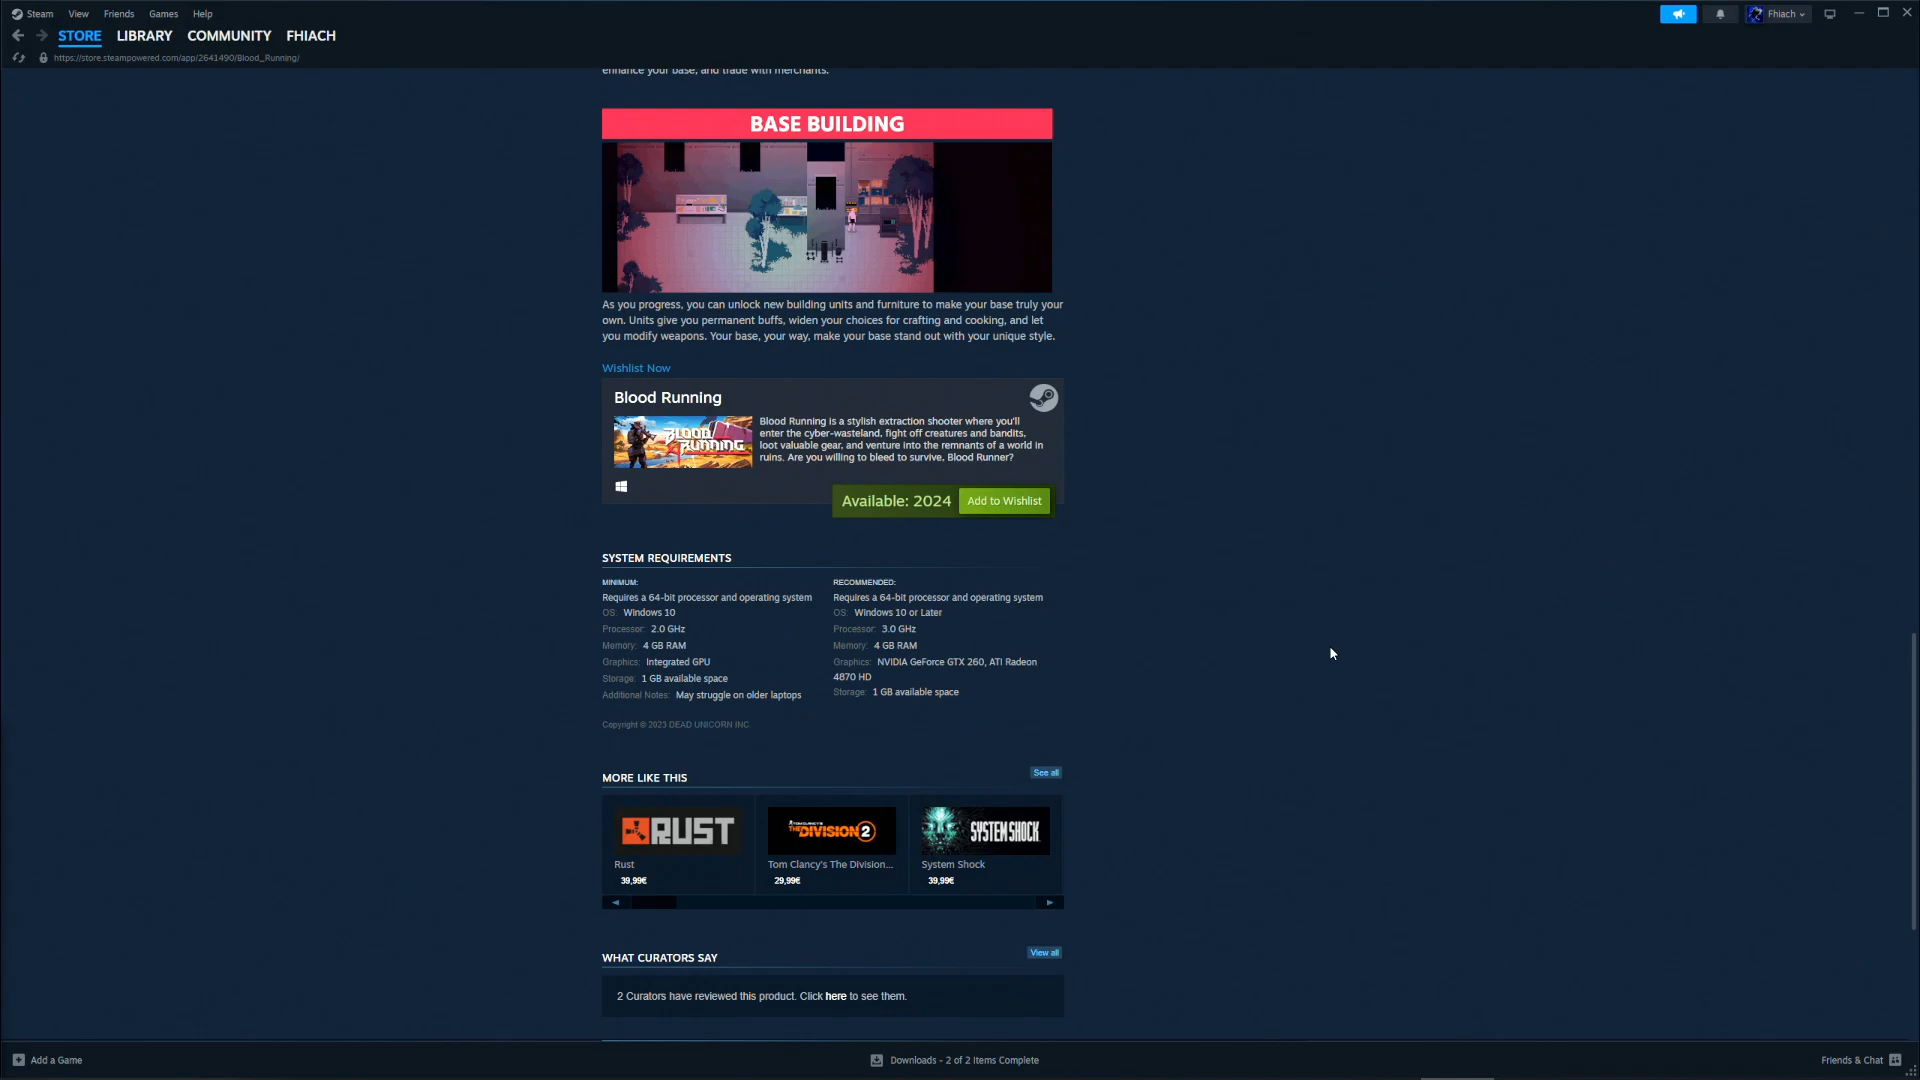 Steam View Friends Games Help
Fhiach
STORE LIBRARY COMMUNITY FHIACH
https://store.steampowered.com/app/2641490/Blood_Running/
enhance your base, and trade with merchants.
BASE BUILDING
As you progress, you can unlock new building units and furniture to make your base truly your
own. Units give you permanent buffs, widen your choices for crafting and cooking, and let
you modify weapons. Your base, your way, make your base stand out with your unique style.
Wishlist Now
Blood Running
BLOOD
RUNNING
Blood Running is a stylish extraction shooter where you'll
enter the cyber-wasteland, fight off creatures and bandits,
loot valuable gear, and venture into the remnants of a world in
ruins. Are you willing to bleed to survive, Blood Runner?
Available: 2024 Add to Wishlist
SYSTEM REQUIREMENTS
MINIMUM:
Requires a 64-bit processor and operating system
OS: Windows 10
Processor: 2.0 GHz
Memory: 4 GB RAM
Graphics: Integrated GPU
Storage: 1 GB available space
Additional Notes: May struggle on older laptops
RECOMMENDED:
Requires a 64-bit processor and operating system
OS: Windows 10 or Later
Processor: 3.0 GHz
Memory: 4 GB RAM
Graphics: NVIDIA GeForce GTX 260, ATI Radeon
4870 HD
Storage: 1 GB available space
Copyright © 2023 DEAD UNICORN INC.
MORE LIKE THIS See all
RUST
Rust
39,99€
TOM CLANCY'S
THE DIVISION 2
Tom Clancy's The Division...
29,99€
SYSTEM SHOCK
System Shock
39,99€
WHAT CURATORS SAY View all
2 Curators have reviewed this product. Click here to see them.
Add a Game
Downloads - 2 of 2 Items Complete
Friends & Chat